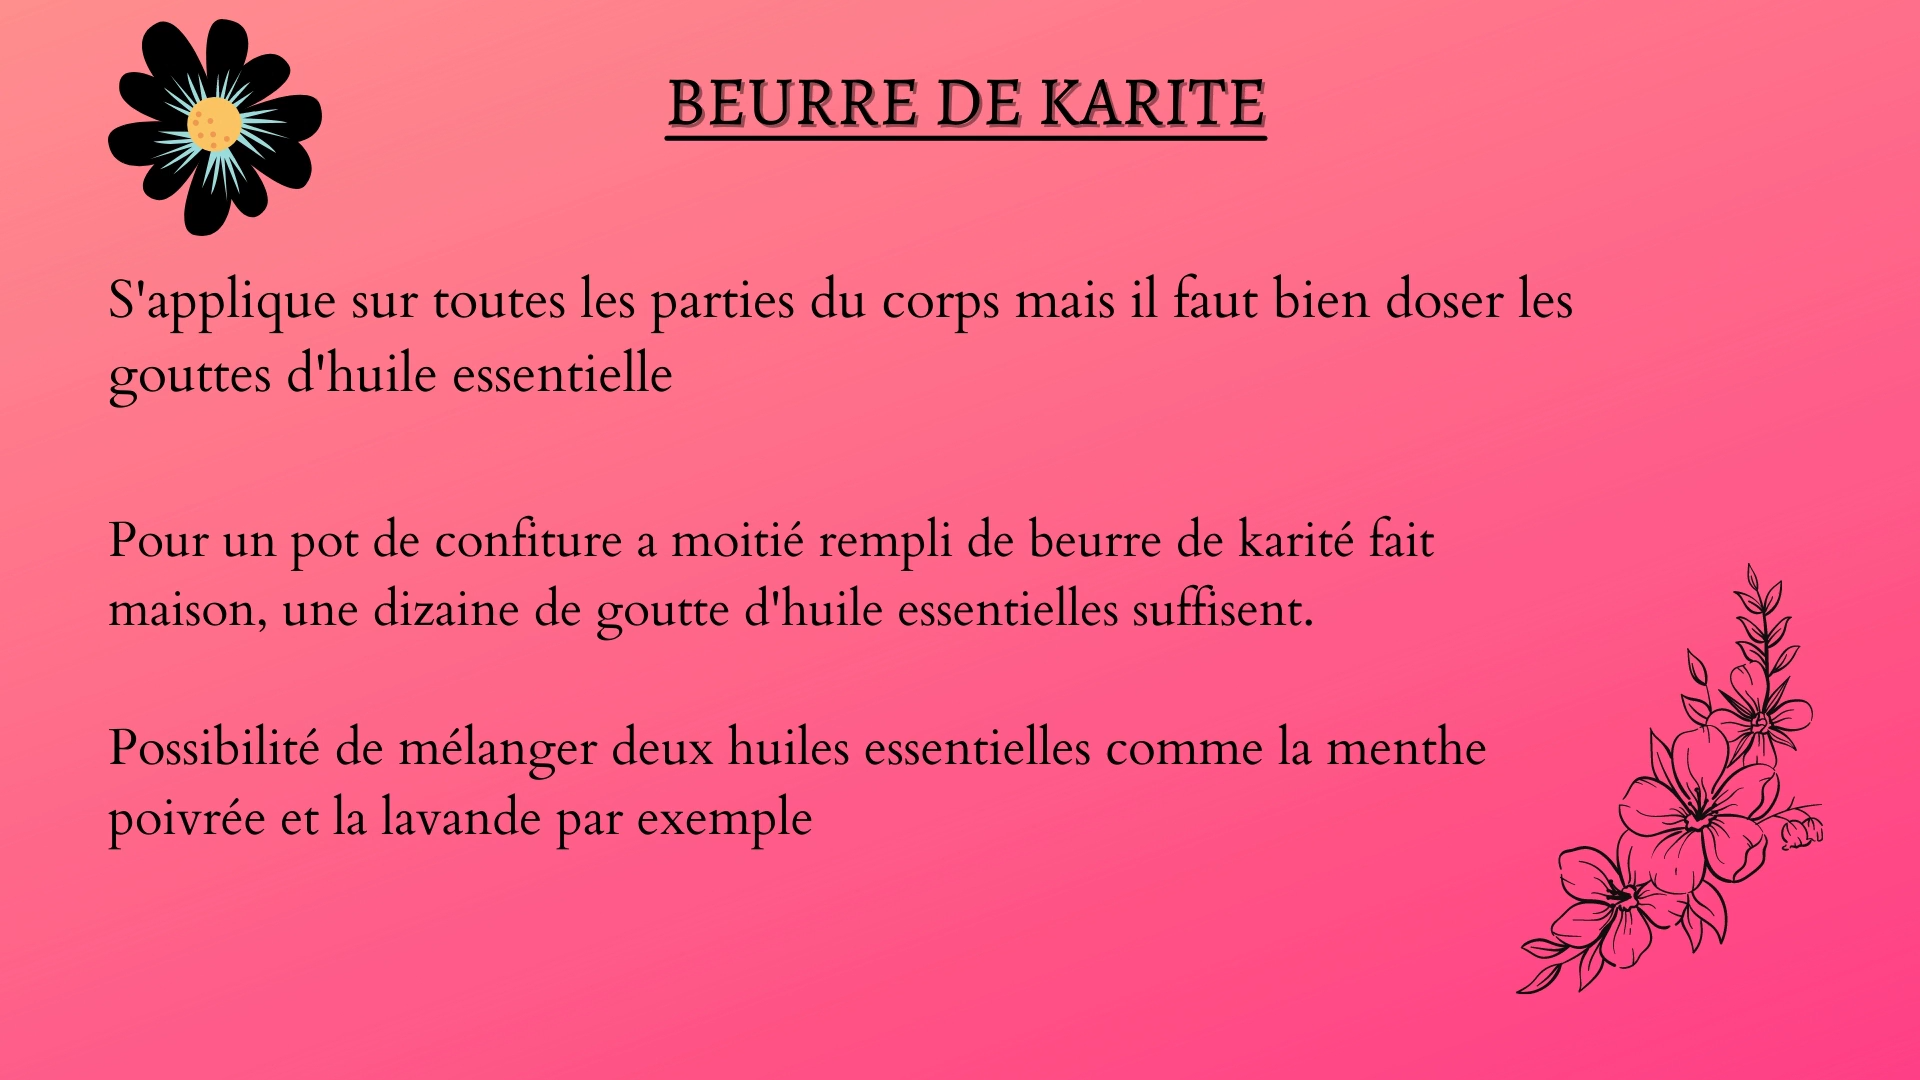 BEURRE DE KARITE
S'applique sur toutes les parties du corps mais il faut bien doser les
gouttes d'huile essentielle
Pour un pot de confiture a moitié rempli de beurre de karité fait
maison, une dizaine de goutte d'huile essentielles suffisent.
Possibilité de mélanger deux huiles essentielles comme la menthe
poivrée et la lavande par exemple